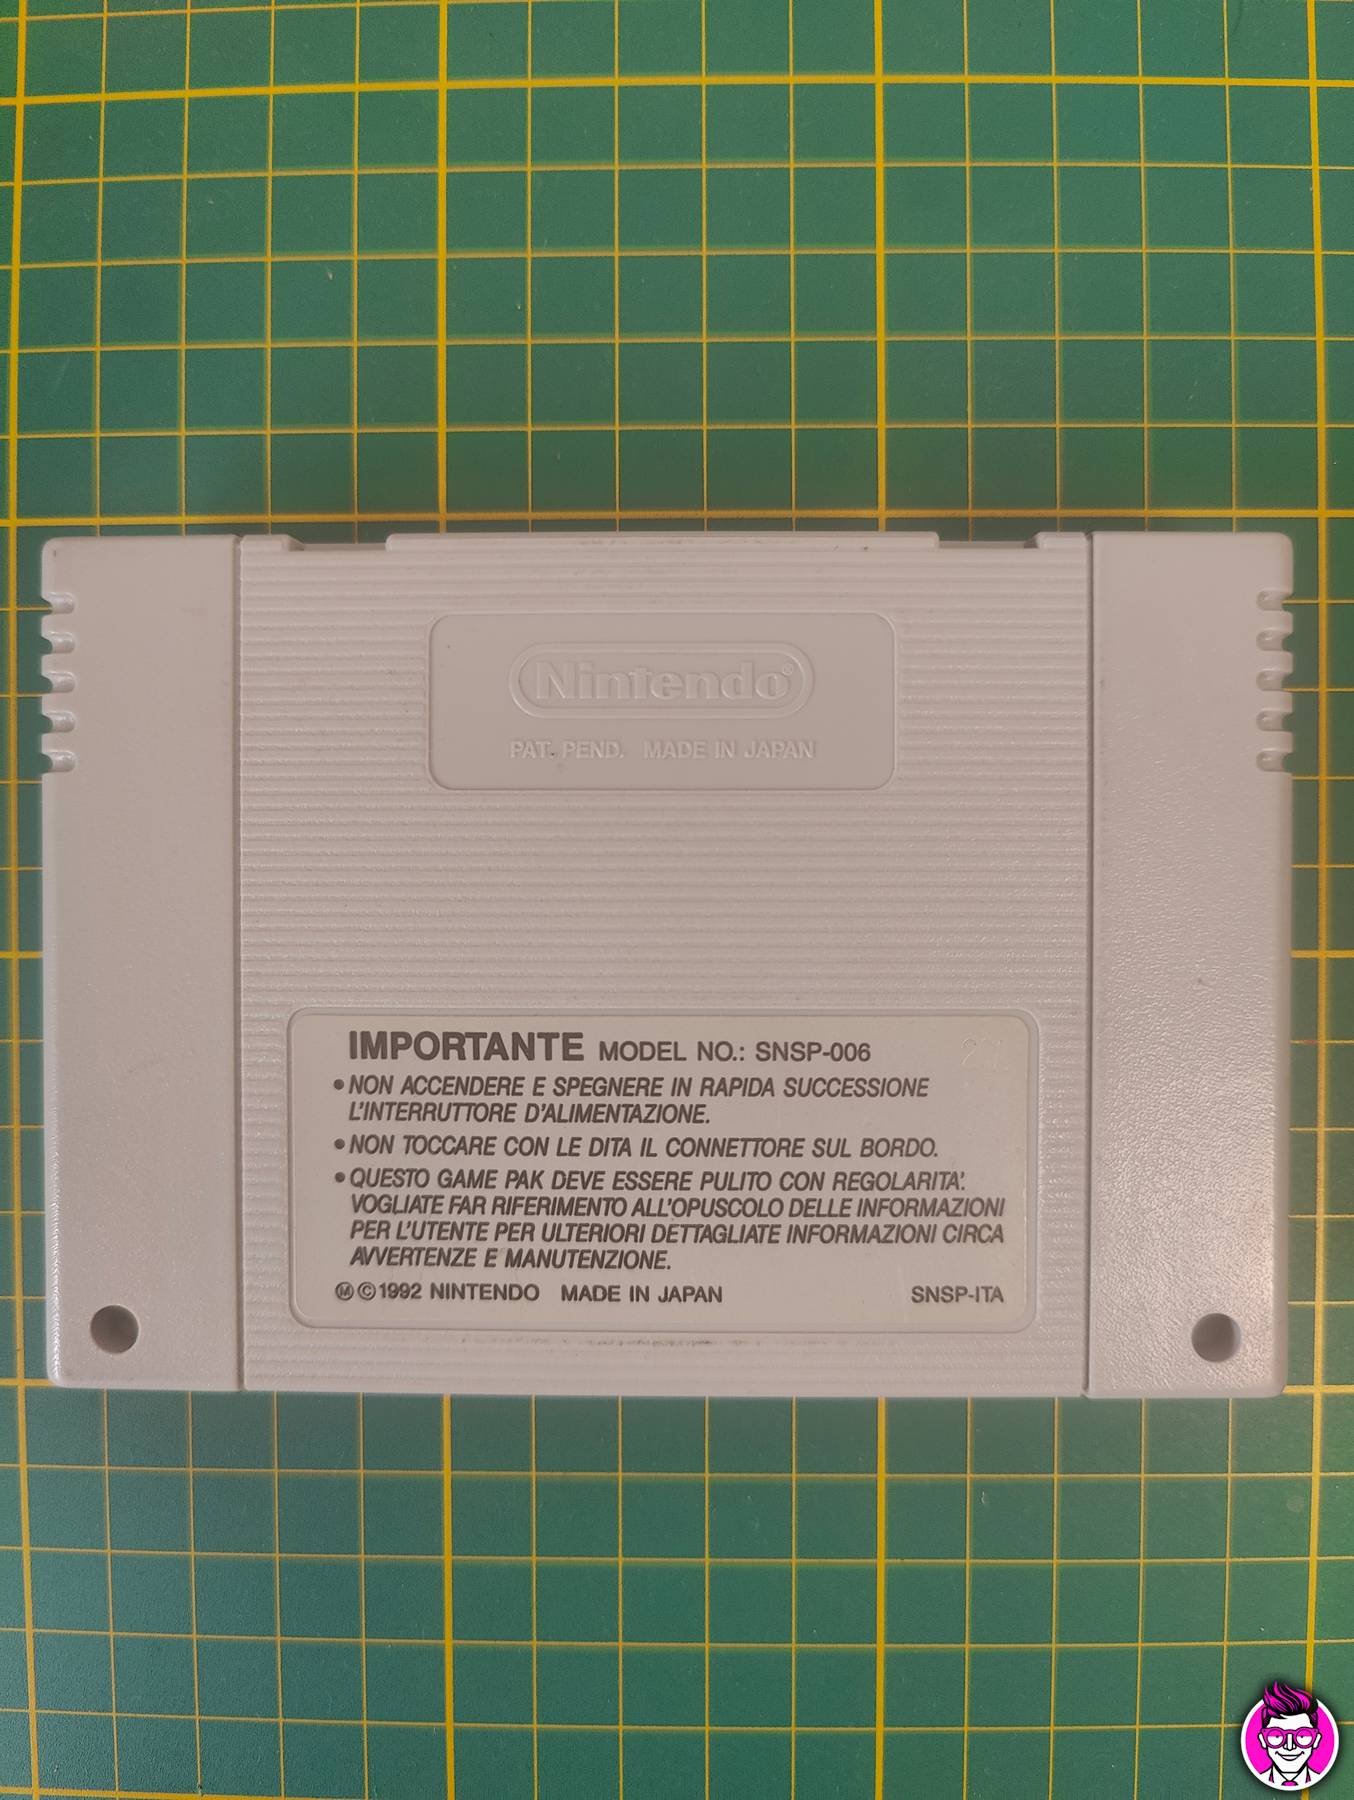 Nintendo®
PAT. PEND. MADE IN JAPAN
IMPORTANTE MODEL NO.: SNSP-006
• NON ACCENDERE E SPEGNERE IN RAPIDA SUCCESSIONE
L'INTERRUTTORE D'ALIMENTAZIONE.
• NON TOCCARE CON LE DITA IL CONNETTORE SUL BORDO.
• QUESTO GAME PAK DEVE ESSERE PULITO CON REGOLARITA'.
VOGLIATE FAR RIFERIMENTO ALL'OPUSCOLO DELLE INFORMAZIONI
PER L'UTENTE PER ULTERIORI DETTAGLIATE INFORMAZIONI CIRCA
AVVERTENZE E MANUTENZIONE.
Ⓜ©1992 NINTENDO MADE IN JAPAN SNSP-ITA